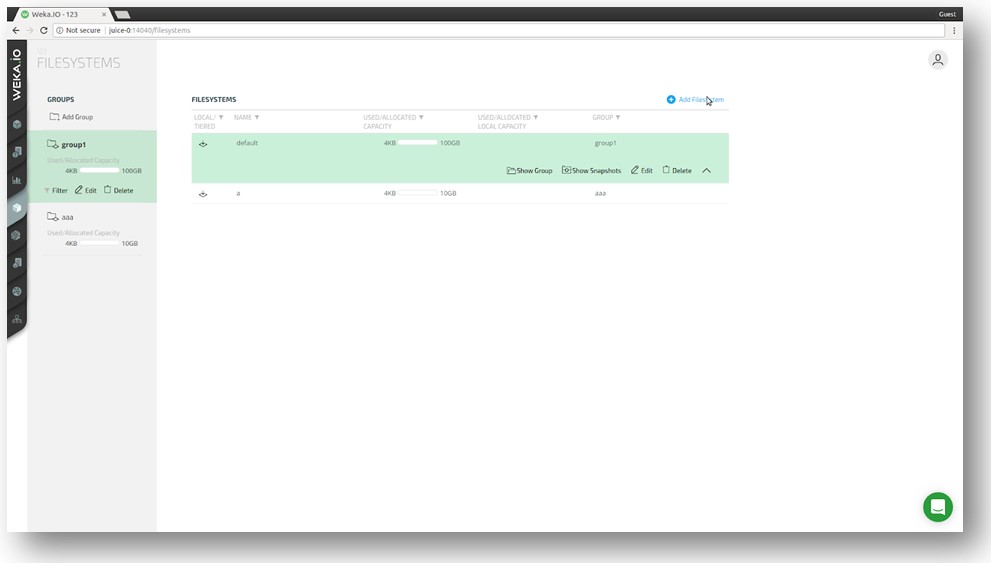 Weka.IO - 123
Guest
Not secure | juice-0:14040/filesystems
WEKA.iO
FILESYSTEMS
GROUPS
Add Group
group1
Used/Allocated Capacity
4KB 100GB
Filter Edit Delete
aaa
Used/Allocated Capacity
4KB 10GB
FILESYSTEMS
Add Filesystem
LOCAL/ NAME USED/ALLOCATED USED/ALLOCATED GROUP
TIERED CAPACITY LOCAL CAPACITY
default 4KB 100GB group1
Show Group Show Snapshots Edit Delete
a 4KB 10GB aaa